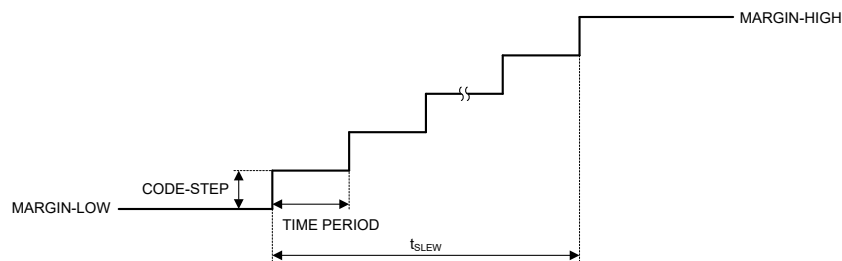 MARGIN-HIGH
CODE-STEP
MARGIN-LOW
TIME PERIOD
tSLEW